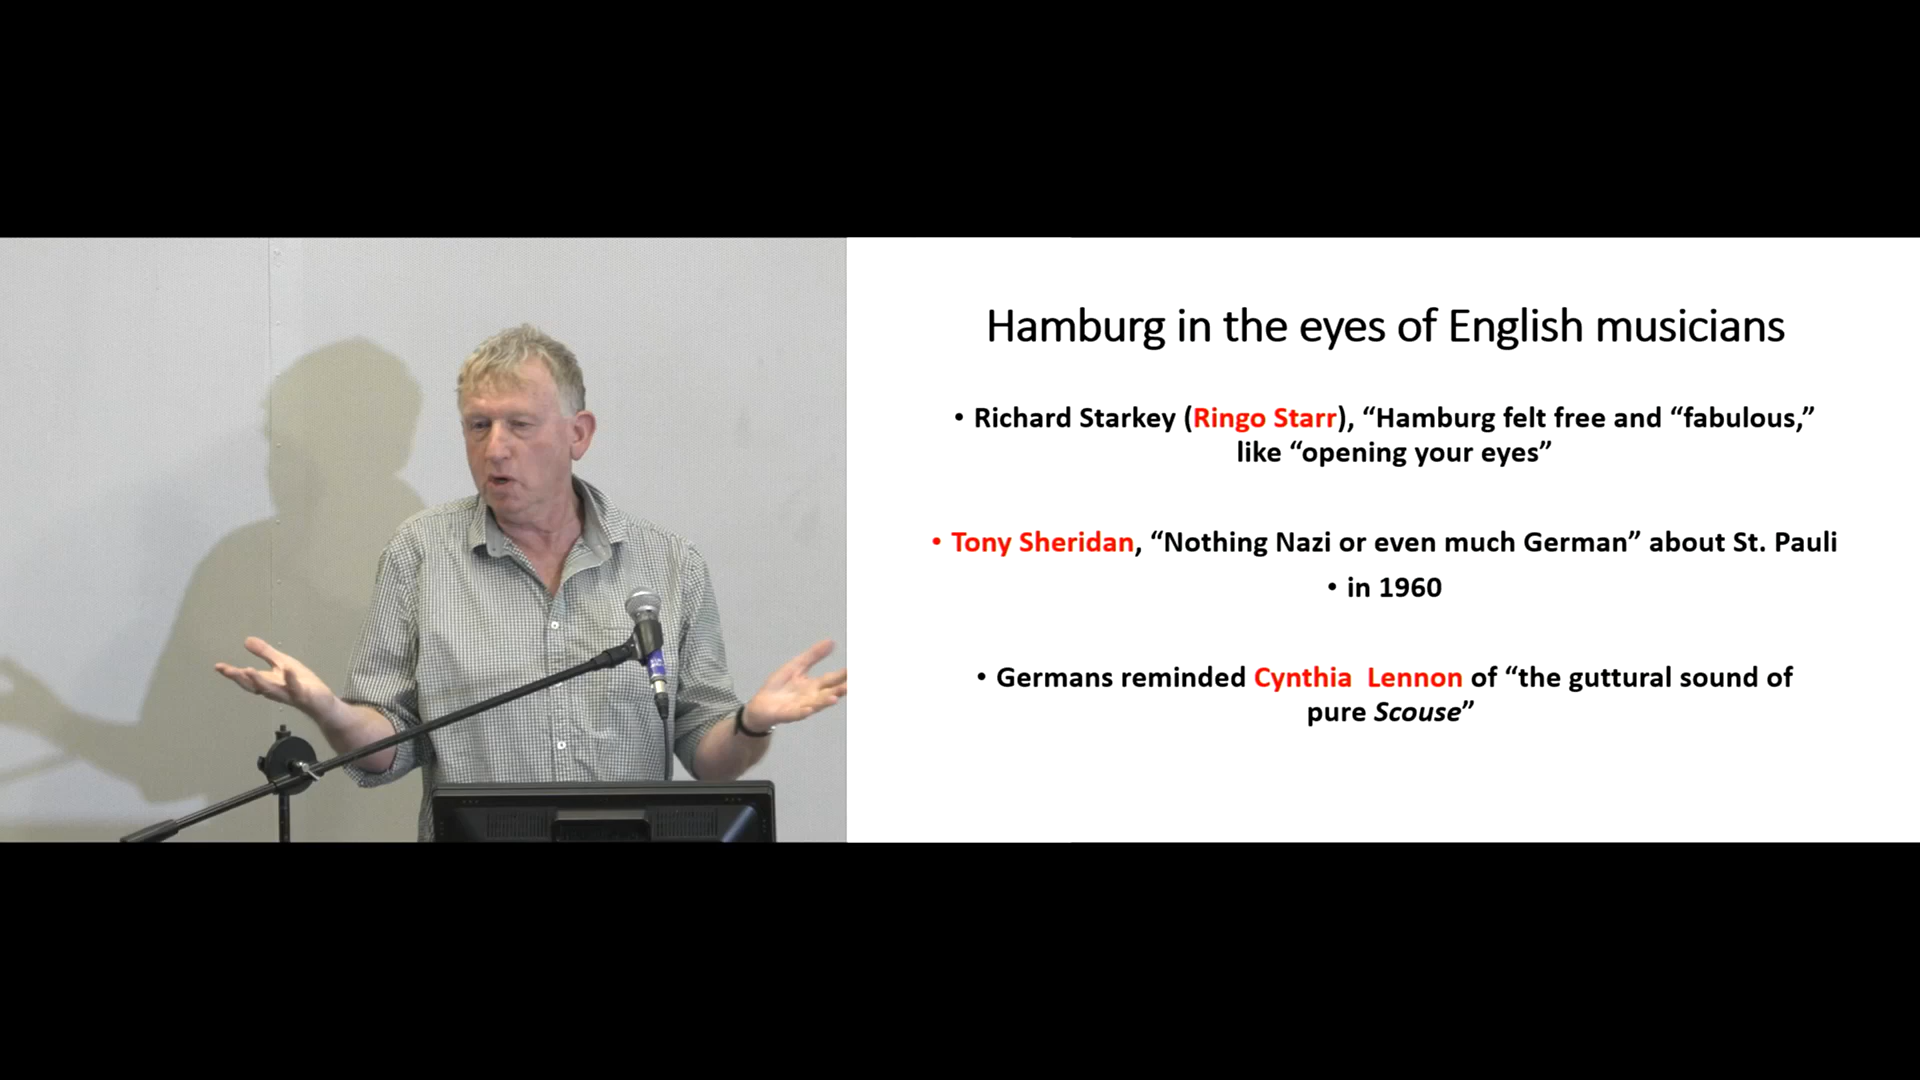 Hamburg in the eyes of English musicians
• Richard Starkey (Ringo Starr), “Hamburg felt free and “fabulous,”
like “opening your eyes”
• Tony Sheridan, “Nothing Nazi or even much German” about St. Pauli
• in 1960
• Germans reminded Cynthia  Lennon of “the guttural sound of
pure Scouse”